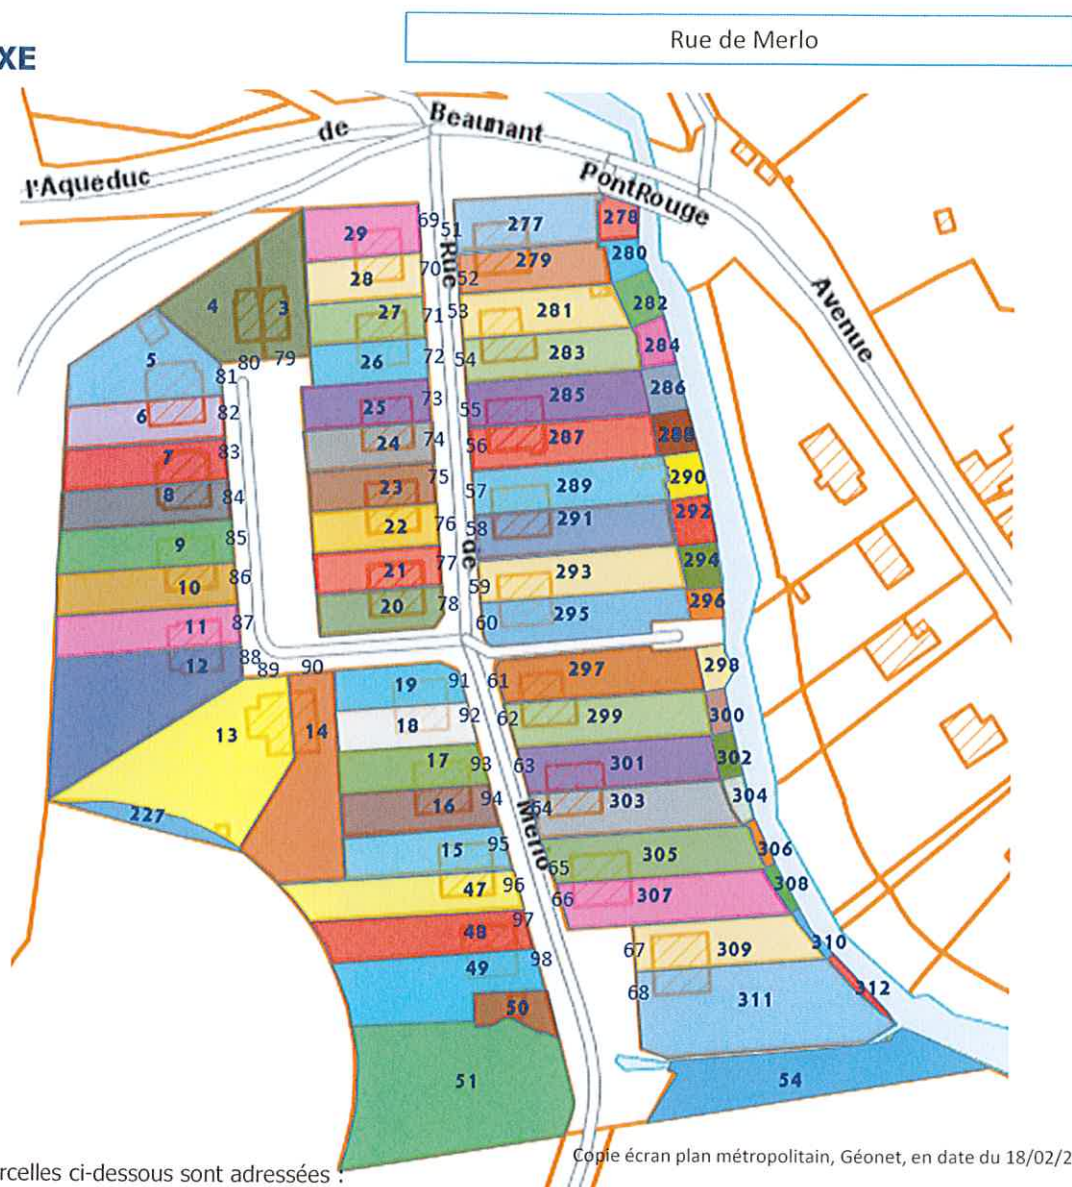 Rue de Merlo
XE
de Beaunant
l'Aqueduc
PontRouge
Avenue
Rue de Merlo
29 69 51 277 278
28 70 52 279 280
4 3 27 71 53 281 282
5 80 79 26 72 54 283 284
81 25 73 55 285 286
6 82 24 74 56 287 288
7 83 23 75 57 289 290
8 84 22 76 58 291 292
9 85 21 77 59 293 294
10 86 20 78 60 295 296
11 87
12 88 89 90 19 91 61 297 298
13 14 18 92 62 299 300
17 93 63 301 302
227 16 94 64 303 304
15 95 65 305 306
47 96 66 307 308
48 97 67 309 310
49 98 68 311 312
50
51 54
Copie écran plan métropolitain, Géonet, en date du 18/02/2
rcelles ci-dessous sont adressées :